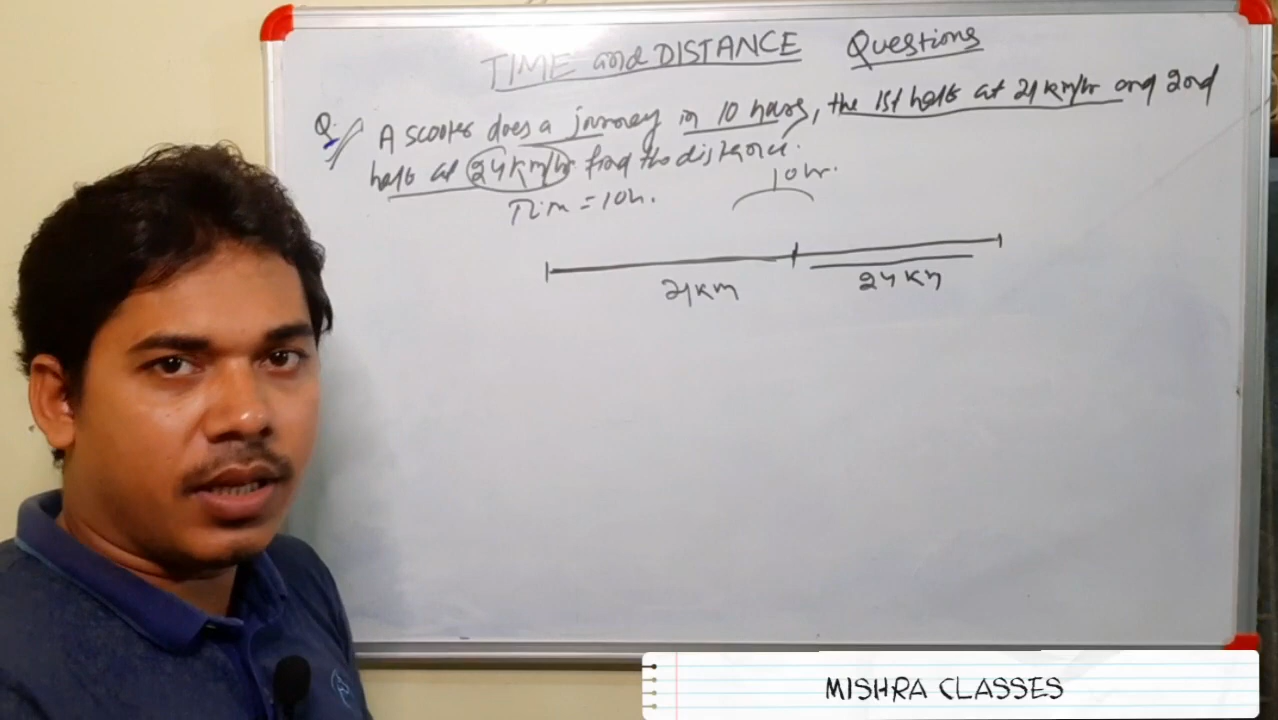 TIME and DISTANCE Questions
Q. A scooter does a journey in 10 hours, the 1st half at 21 km/hr and 2nd
half at 24 km/hr find the distance.
10 hr.
Tim = 10h.
21 km
24 km
MISHRA CLASSES